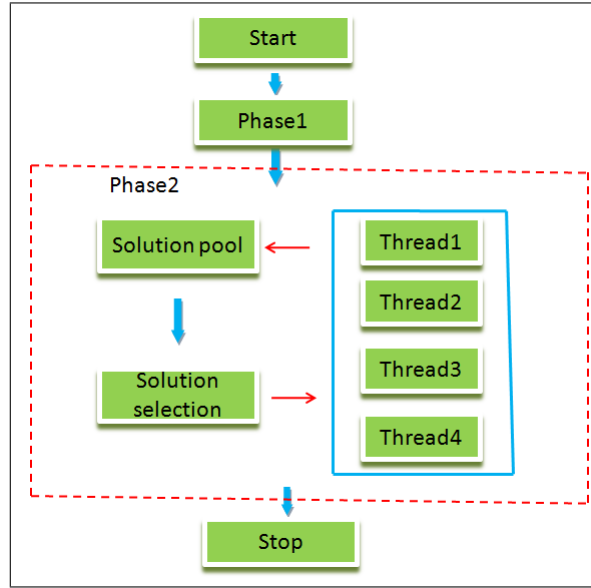 Start
Phase1
Phase2
Solution pool
Thread1
Thread2
Solution
selection
Thread3
Thread4
Stop